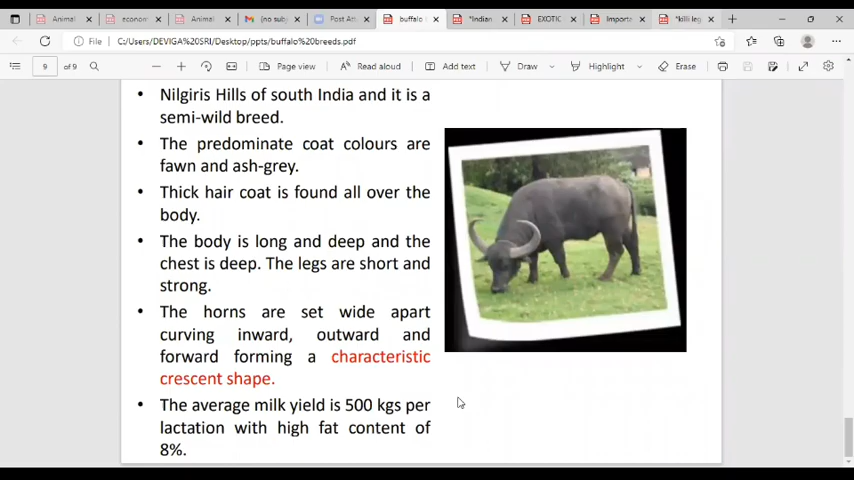 Animal
econom
Animal
(no subj
Post Att
buffalo
*Indian
EXOTIC
Importa
*killi leg
File
C:/Users/DEVIGA%20SRI/Desktop/ppts/buffalo%20breeds.pdf
9 of 9
Page view
Read aloud
Add text
Draw
Highlight
Erase
• Nilgiris Hills of south India and it is a
semi-wild breed.
• The predominate coat colours are
fawn and ash-grey.
• Thick hair coat is found all over the
body.
• The body is long and deep and the
chest is deep. The legs are short and
strong.
• The horns are set wide apart
curving inward, outward and
forward forming a characteristic
crescent shape.
• The average milk yield is 500 kgs per
lactation with high fat content of
8%.